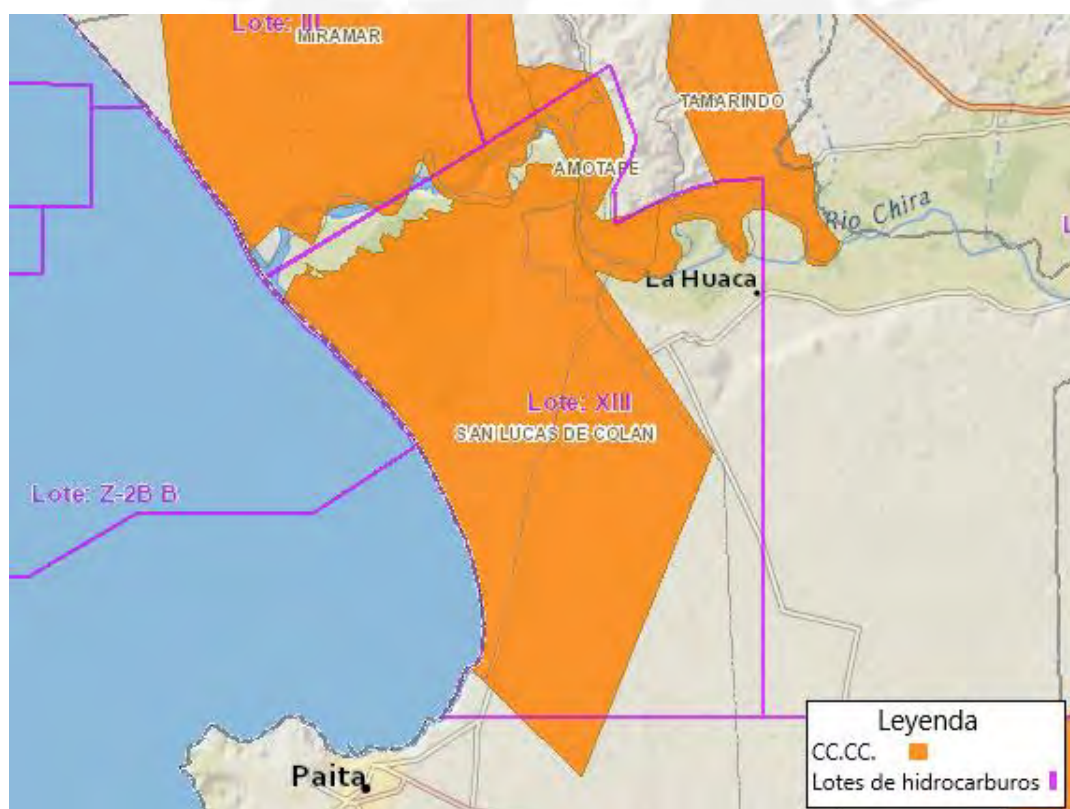 Lote: III
MIRAMAR
TAMARINDO
AMOTAPE
Río Chira
La Huaca
Lote: XIII
SAN LUCAS DE COLAN
Lote: Z-2B B
Paita
Leyenda
CC.CC.
Lotes de hidrocarburos